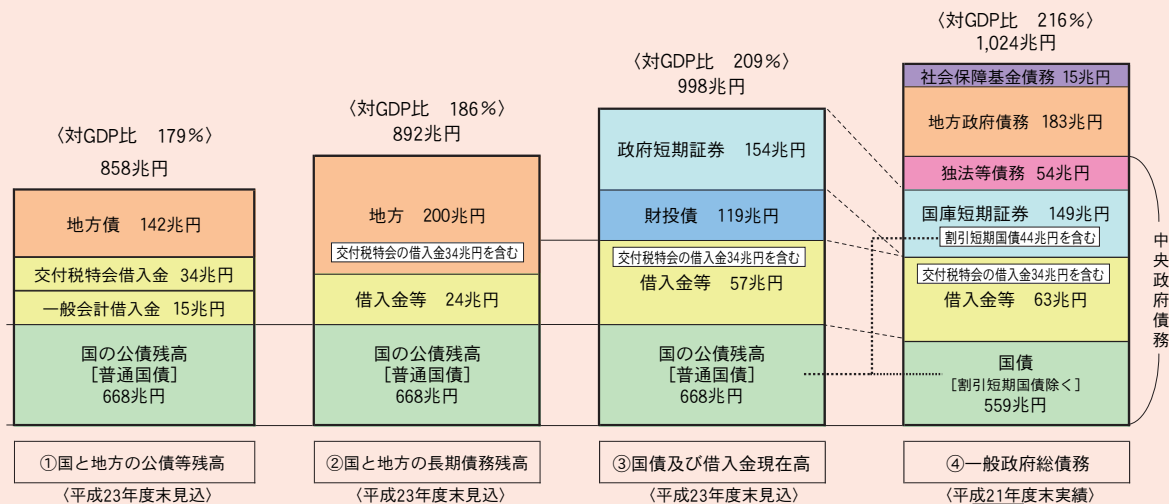 〈対GDP比 179%〉
858兆円
地方債 142兆円
交付税特会借入金 34兆円
一般会計借入金 15兆円
国の公債残高
[普通国債]
668兆円
①国と地方の公債等残高
〈平成23年度末見込〉
〈対GDP比 186%〉
892兆円
地方 200兆円
交付税特会の借入金34兆円を含む
借入金等 24兆円
国の公債残高
[普通国債]
668兆円
②国と地方の長期債務残高
〈平成23年度末見込〉
〈対GDP比 209%〉
998兆円
政府短期証券 154兆円
財投債 119兆円
交付税特会の借入金34兆円を含む
借入金等 57兆円
国の公債残高
[普通国債]
668兆円
③国債及び借入金現在高
〈平成23年度末見込〉
〈対GDP比 216%〉
1,024兆円
社会保障基金債務 15兆円
地方政府債務 183兆円
独法等債務 54兆円
国庫短期証券 149兆円
割引短期国債44兆円を含む
交付税特会の借入金34兆円を含む
借入金等 63兆円
国債
[割引短期国債除く]
559兆円
④一般政府総債務
〈平成21年度末実績〉
中央政府債務